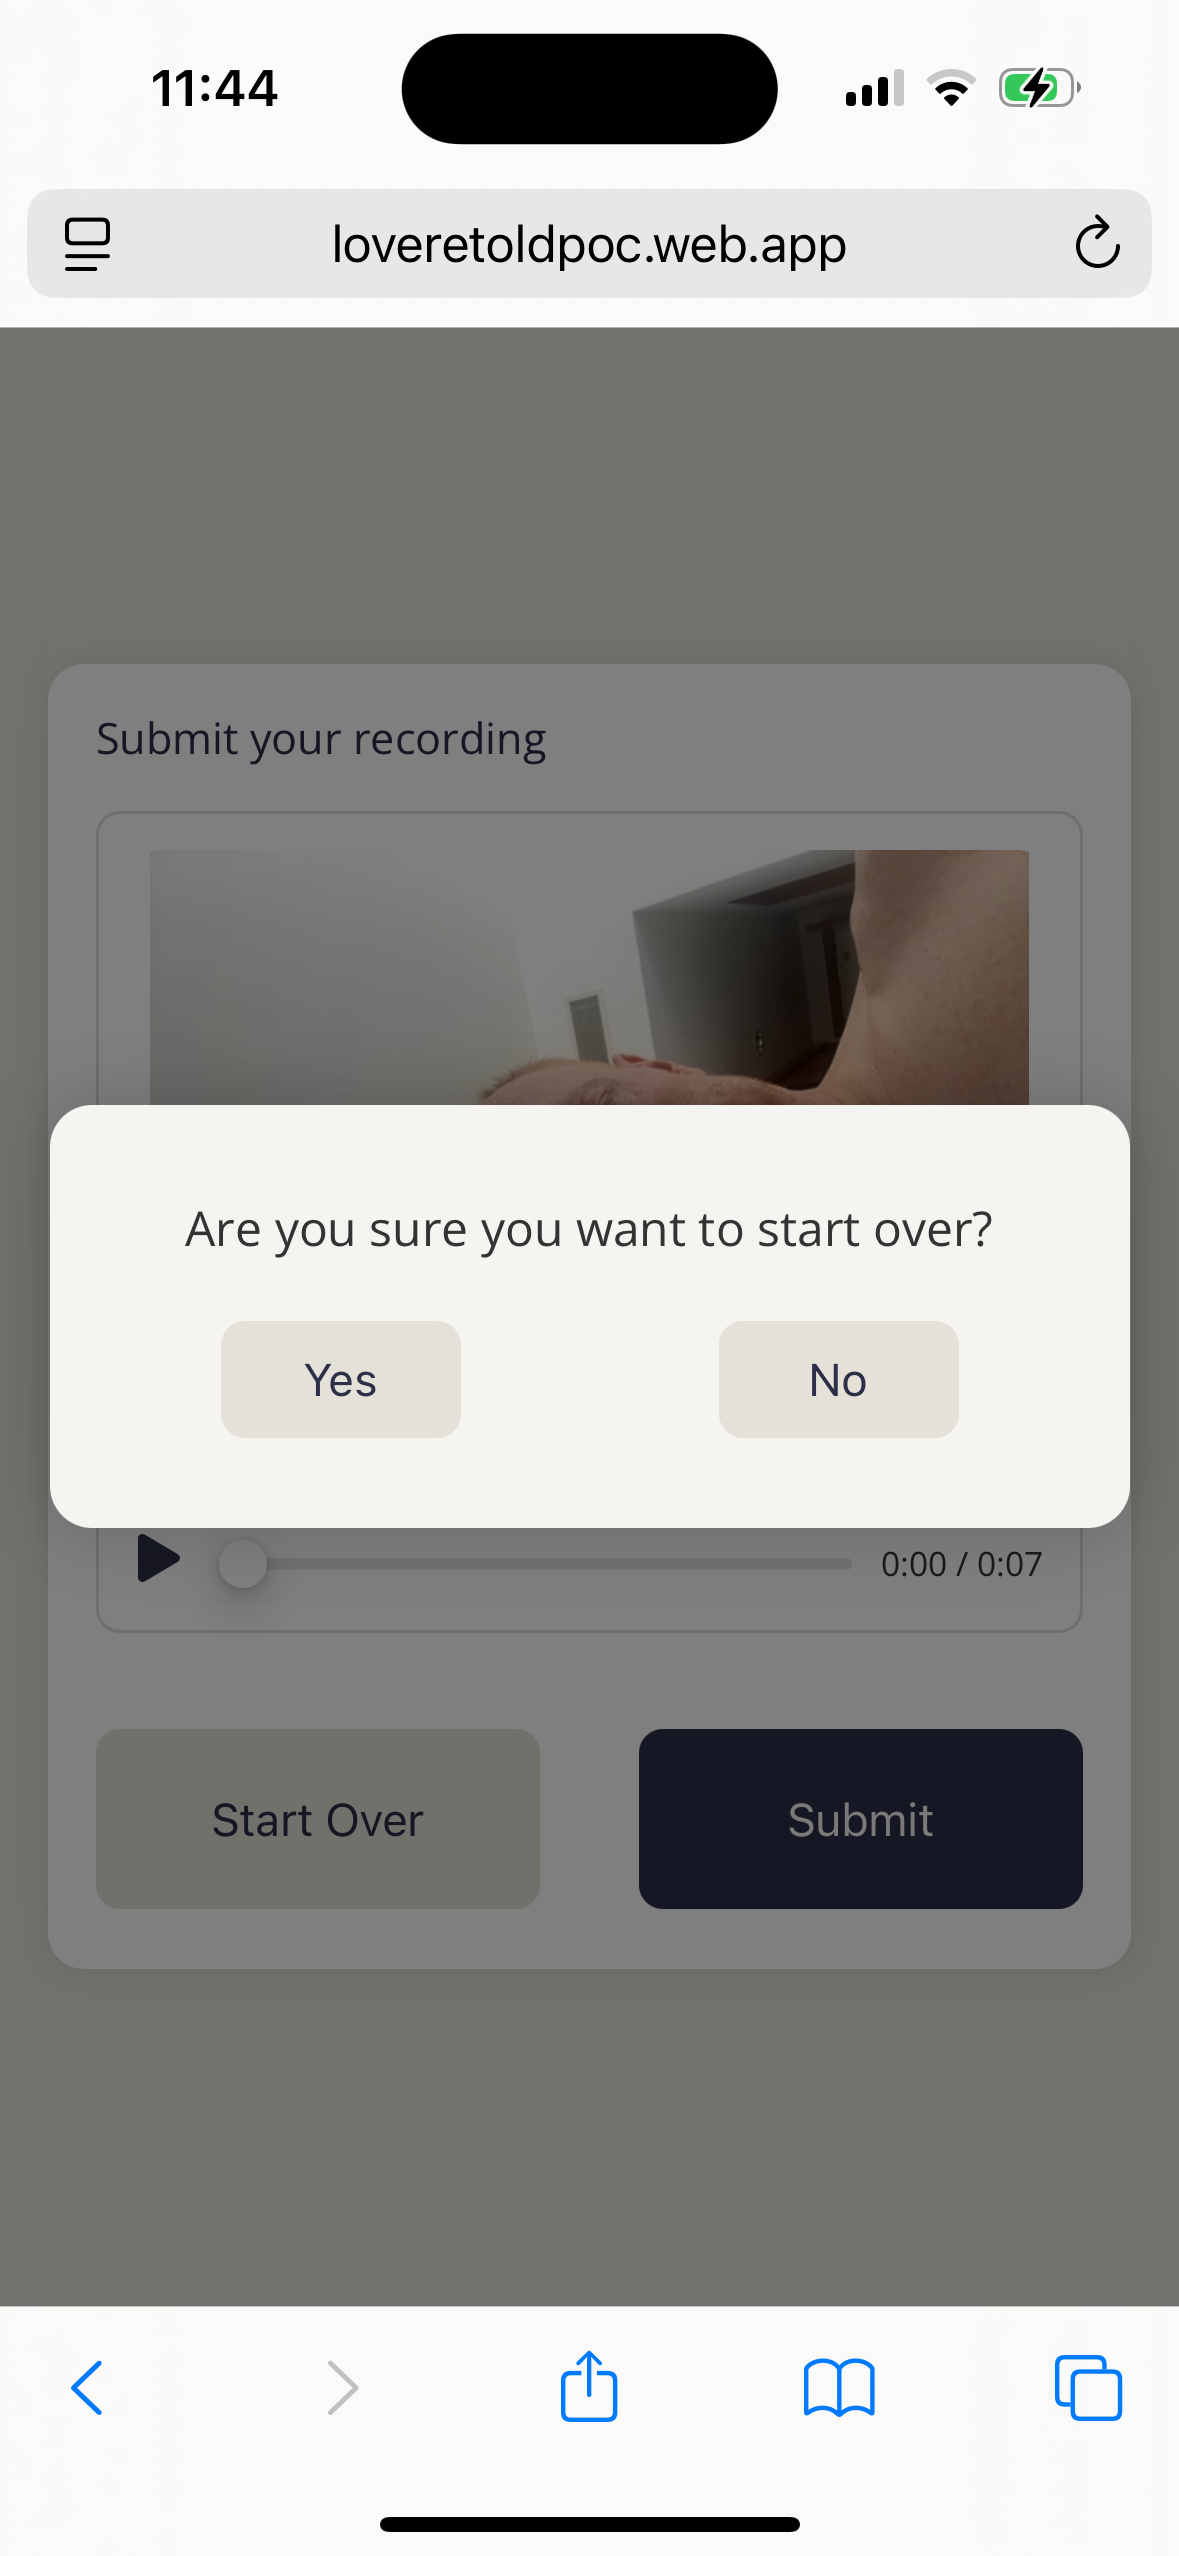 11:44
loveretoldpoc.web.app
Submit your recording
Are you sure you want to start over?
Yes
No
0:00 / 0:07
Start Over
Submit